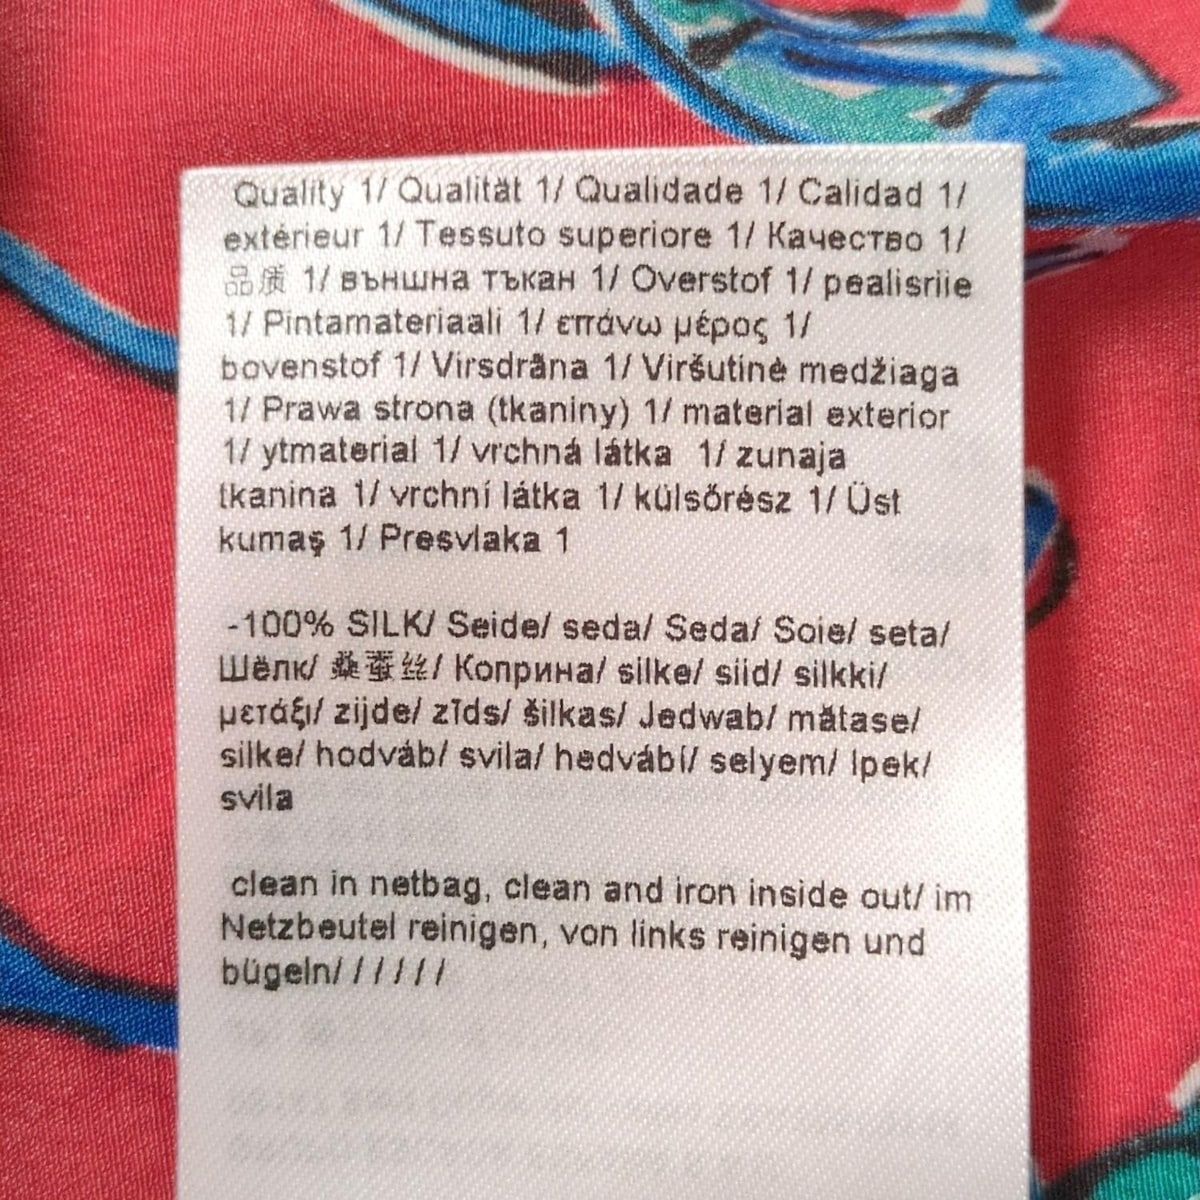 Quality 1/ Qualität 1/ Qualidade 1/ Calidad 1/
extérieur 1/ Tessuto superiore 1/ Качество 1/
品质 1/ външна тъкан 1/ Overstof 1/ pealisriie
1/ Pintamateriaali 1/ επάνω μέρος 1/
bovenstof 1/ Virsdrāna 1/ Viršutinė medžiaga
1/ Prawa strona (tkaniny) 1/ material exterior
1/ ytmaterial 1/ vrchná látka 1/ zunaja
tkanina 1/ vrchní látka 1/ külsőrész 1/ Üst
kumaş 1/ Presvlaka 1
-100% SILK/ Seide/ seda/ Seda/ Soie/ seta/
Шёлк/ 桑蚕丝/ Коприна/ silke/ siid/ silkki/
μετάξι/ zijde/ zīds/ šilkas/ Jedwab/ mătase/
silke/ hodváb/ svila/ hedvábí/ selyem/ Ipek/
svila
clean in netbag, clean and iron inside out/ im
Netzbeutel reinigen, von links reinigen und
bügeln/ / / / / / /